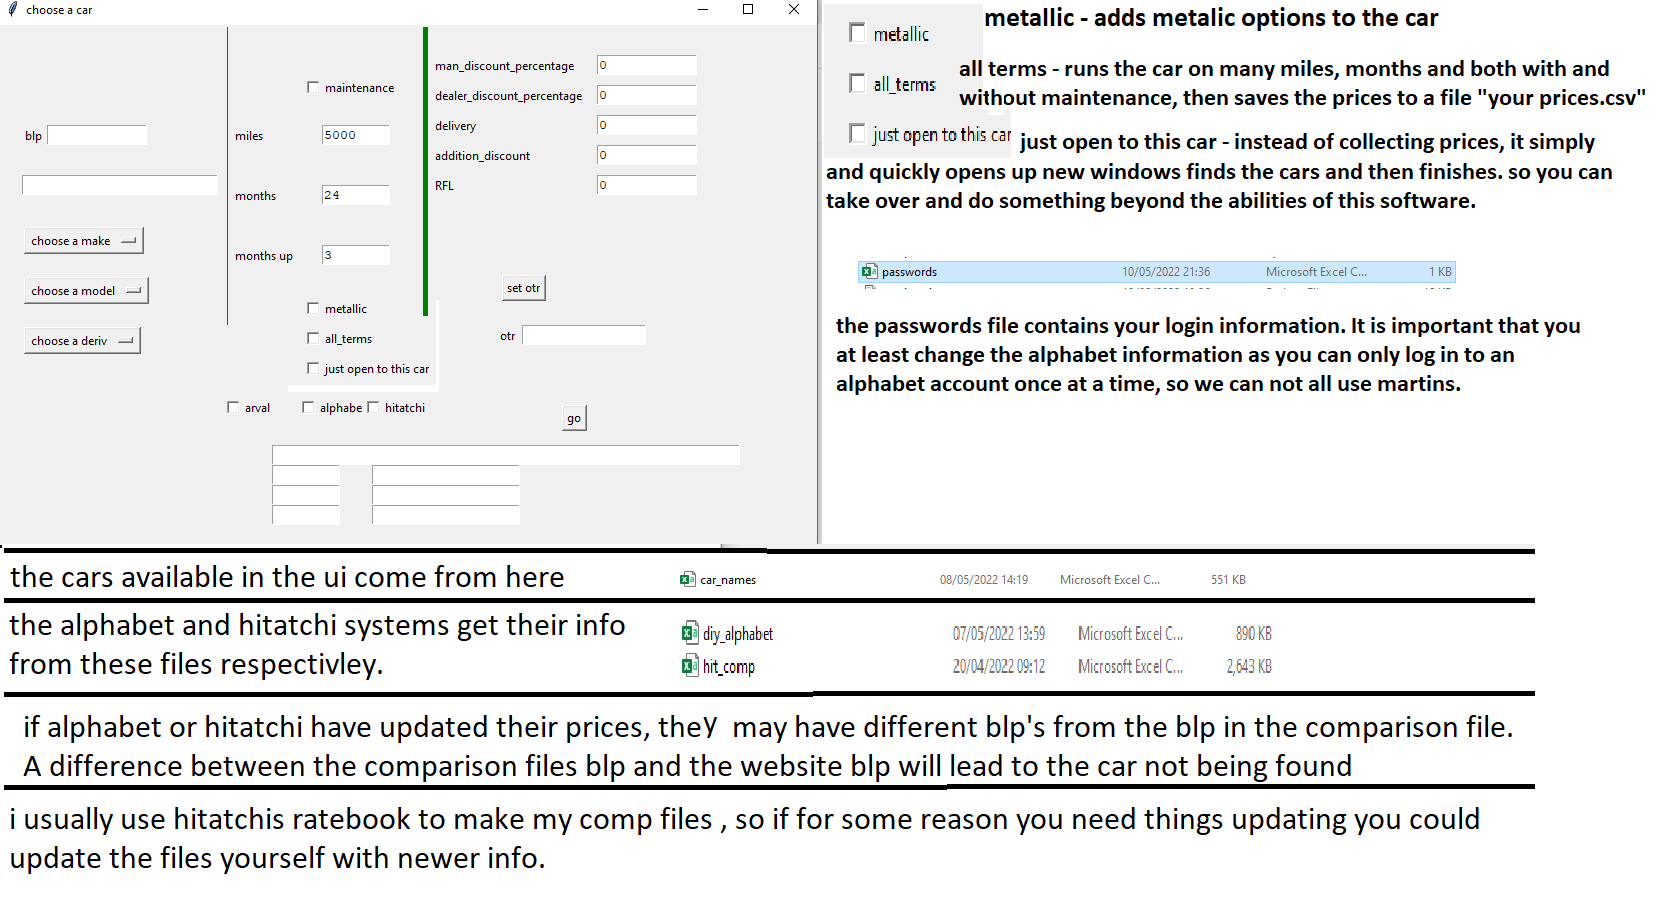 choose a car
maintenance
blp
miles 5000
months 24
months up 3
choose a make
choose a model
choose a deriv
metallic
all_terms
just open to this car
arval alphabe hitatchi
man_discount_percentage 0
dealer_discount_percentage 0
delivery 0
addition_discount 0
RFL 0
set otr
otr
go
metallic
all_terms
just open to this car
metallic - adds metalic options to the car
all terms - runs the car on many miles, months and both with and
without maintenance, then saves the prices to a file "your prices.csv"
just open to this car - instead of collecting prices, it simply
and quickly opens up new windows finds the cars and then finishes. so you can
take over and do something beyond the abilities of this software.
passwords 10/05/2022 21:36 Microsoft Excel C... 1 KB
the passwords file contains your login information. It is important that you
at least change the alphabet information as you can only log in to an
alphabet account once at a time, so we can not all use martins.
the cars available in the ui come from here
car_names 08/05/2022 14:19 Microsoft Excel C... 551 KB
the alphabet and hitatchi systems get their info
from these files respectivley.
diy_alphabet 07/05/2022 13:59 Microsoft Excel C... 890 KB
hit_comp 20/04/2022 09:12 Microsoft Excel C... 2,643 KB
if alphabet or hitatchi have updated their prices, they may have different blp's from the blp in the comparison file.
A difference between the comparison files blp and the website blp will lead to the car not being found
i usually use hitatchis ratebook to make my comp files , so if for some reason you need things updating you could
update the files yourself with newer info.